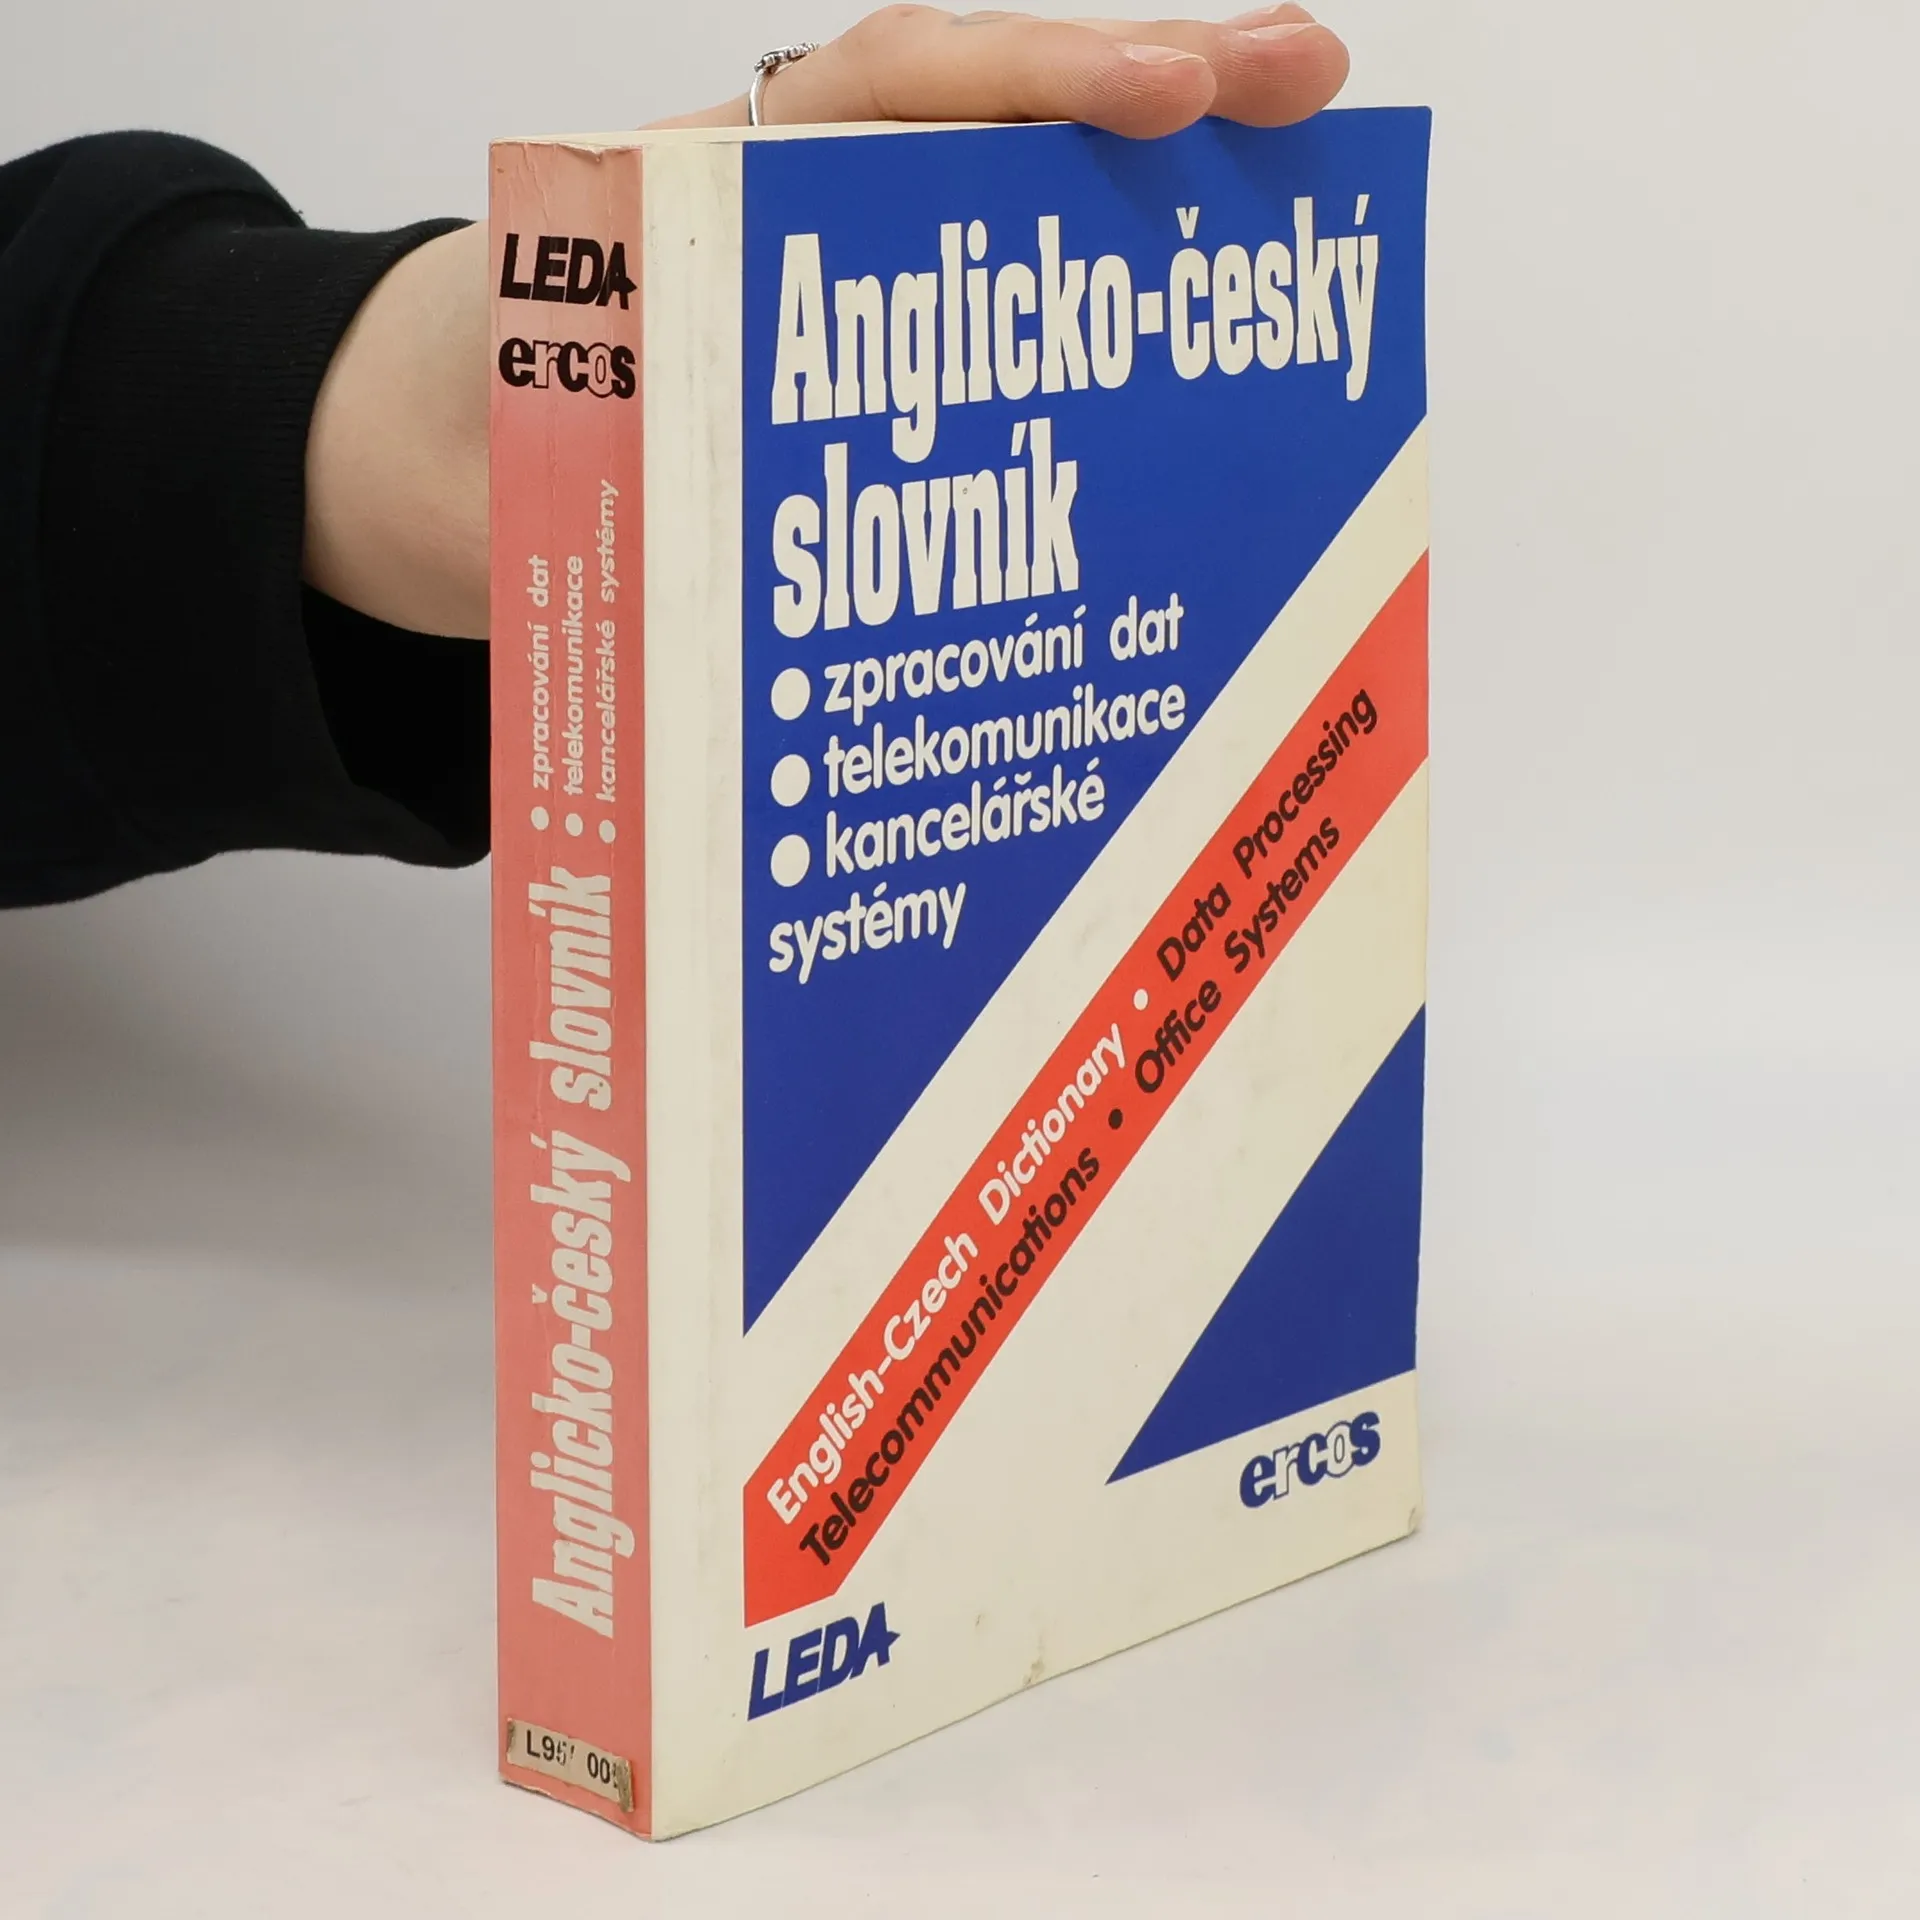 LEDA
ercos
Anglicko-český slovník
• zpracování dat
• telekomunikace
• kancelářské systémy
Anglicko-český
slovník
• zpracování dat
• telekomunikace
• kancelářské
systémy
English-Czech Dictionary • Data Processing
Telecommunications • Office Systems
LEDA
ercos